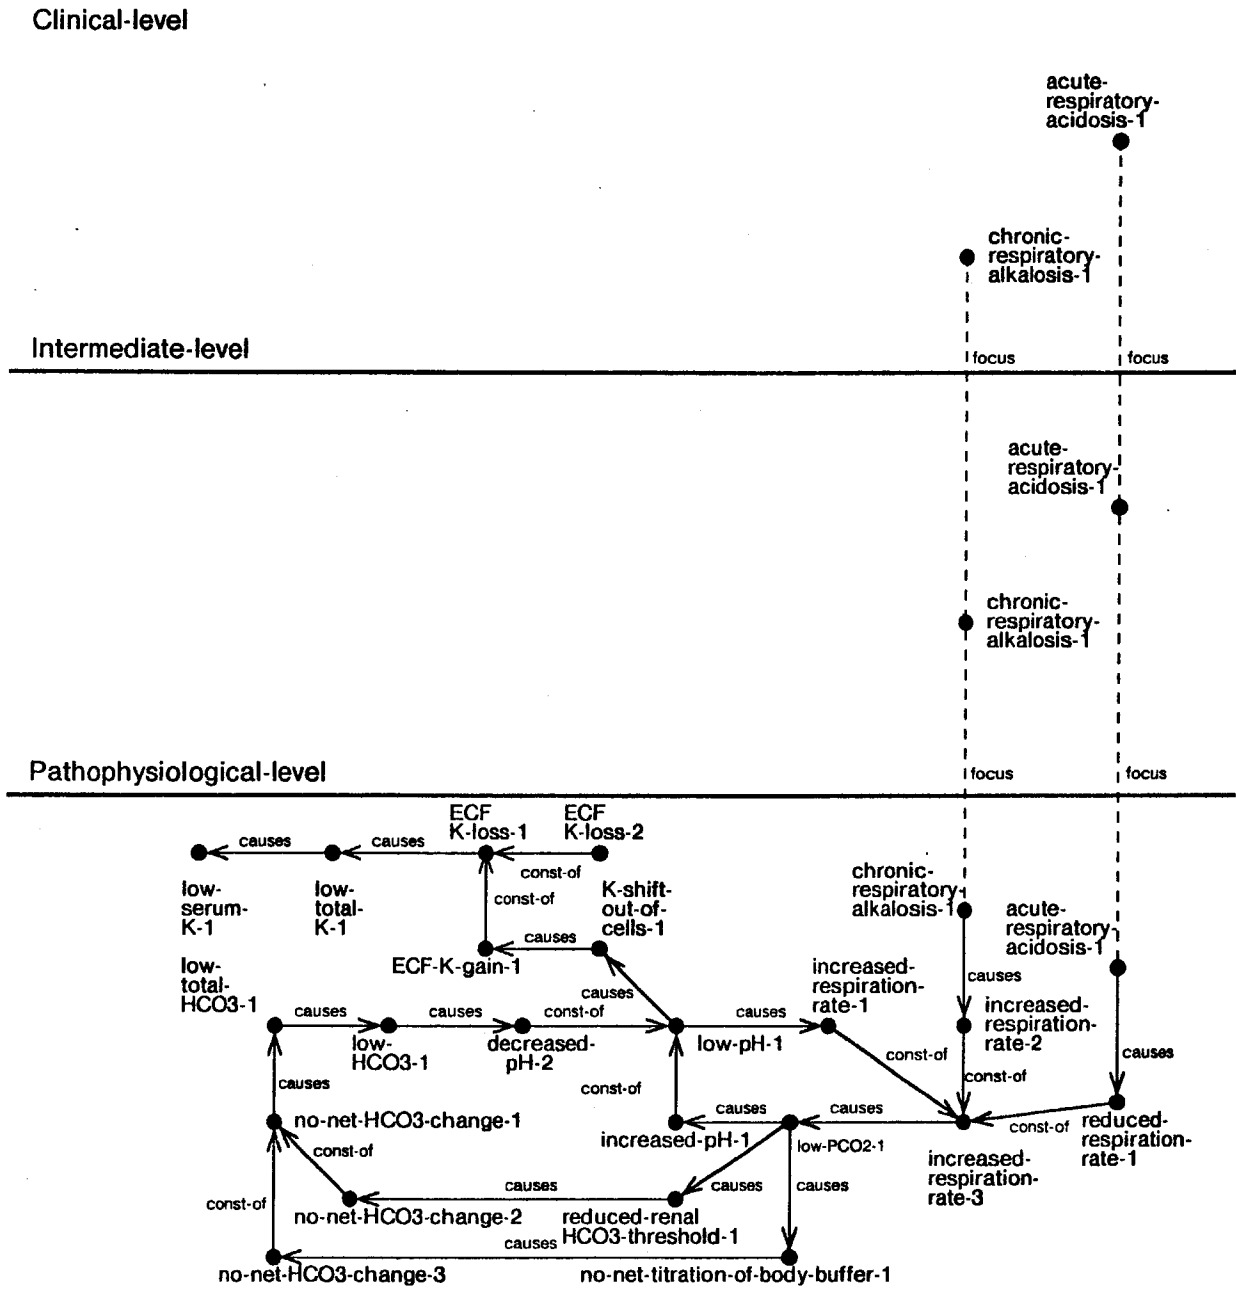 Clinical-level
acute-
respiratory-
acidosis-1
chronic-
respiratory-
alkalosis-1
Intermediate-level
focus
focus
acute-
respiratory-
acidosis-1
chronic-
respiratory-
alkalosis-1
Pathophysiological-level
focus
focus
ECF
K-loss-1
ECF
K-loss-2
causes
causes
const-of
low-
serum-
K-1
low-
total-
K-1
const-of
K-shift-
out-of-
cells-1
chronic-
respiratory-
alkalosis-1
acute-
respiratory-
acidosis-1
causes
ECF-K-gain-1
low-
total-
HCO3-1
increased-
respiration-
rate-1
causes
causes
causes
causes
const-of
causes
increased-
respiration-
rate-2
low-
HCO3-1
decreased-
pH-2
low-pH-1
const-of
causes
causes
const-of
const-of
no-net-HCO3-change-1
causes
causes
increased-pH-1
low-PCO2-1
const-of
reduced-
respiration-
rate-1
increased-
respiration-
rate-3
const-of
causes
causes
causes
const-of
no-net-HCO3-change-2
reduced-renal
HCO3-threshold-1
causes
no-net-HCO3-change-3
no-net-titration-of-body-buffer-1